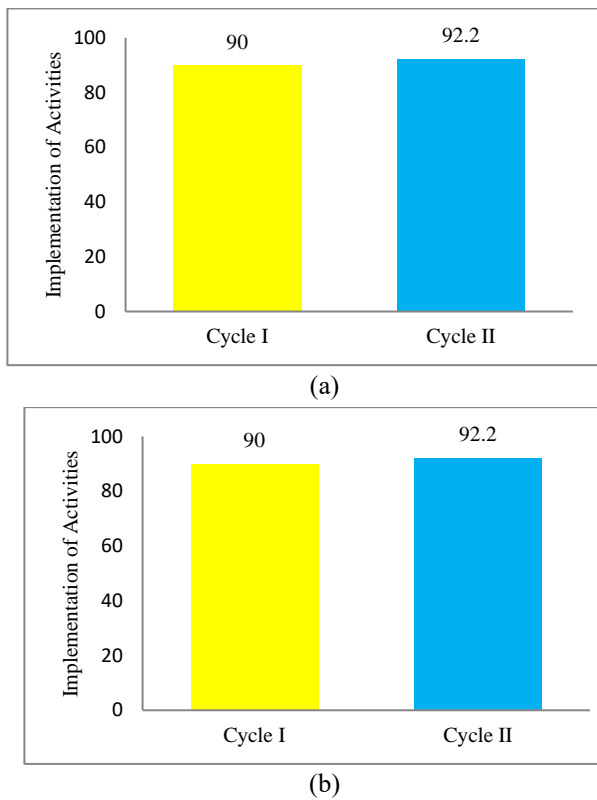 90
92.2
100
80
60
40
20
0
Implementation of Activities
Cycle I
Cycle II
(a)
90
92.2
100
80
60
40
20
0
Implementation of Activities
Cycle I
Cycle II
(b)